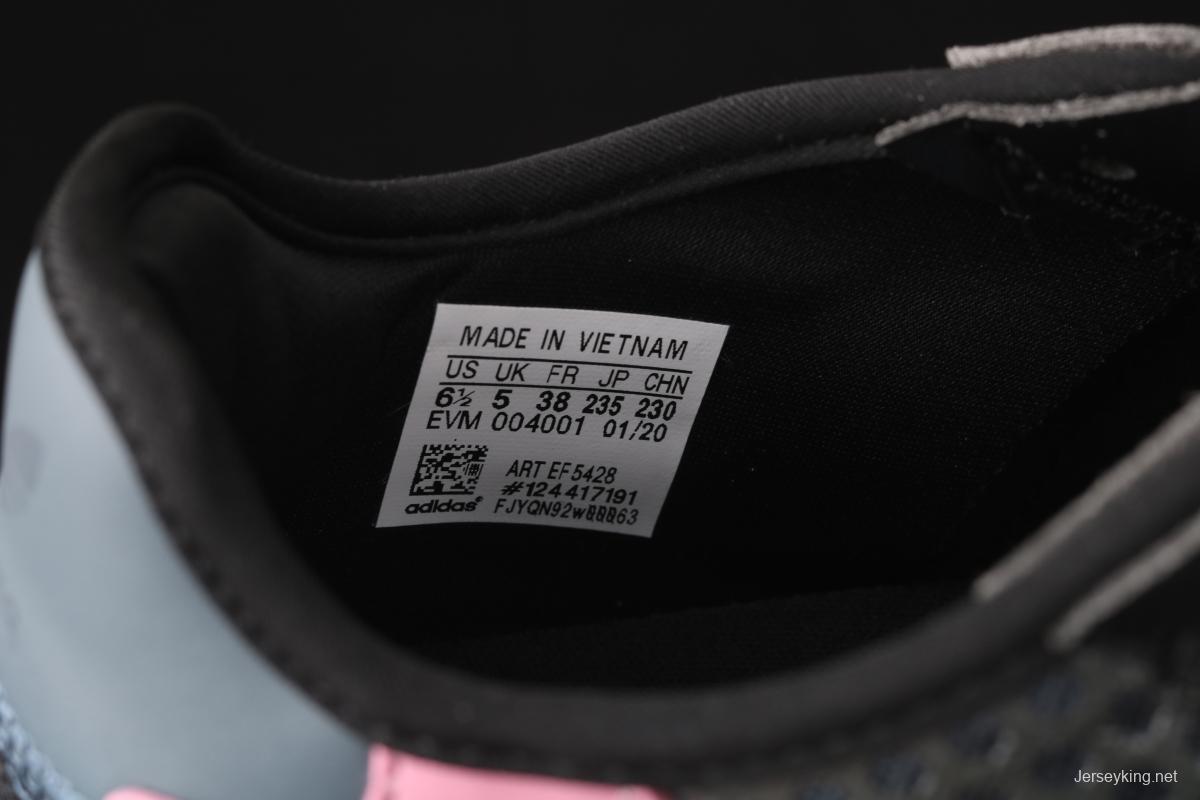 MADE IN VIETNAM
US UK FR JP CHN
6½ 5 38 235 230
EVM 004001 01/20
ART EF5428
#124417191
adidas®
Jerseyking.net